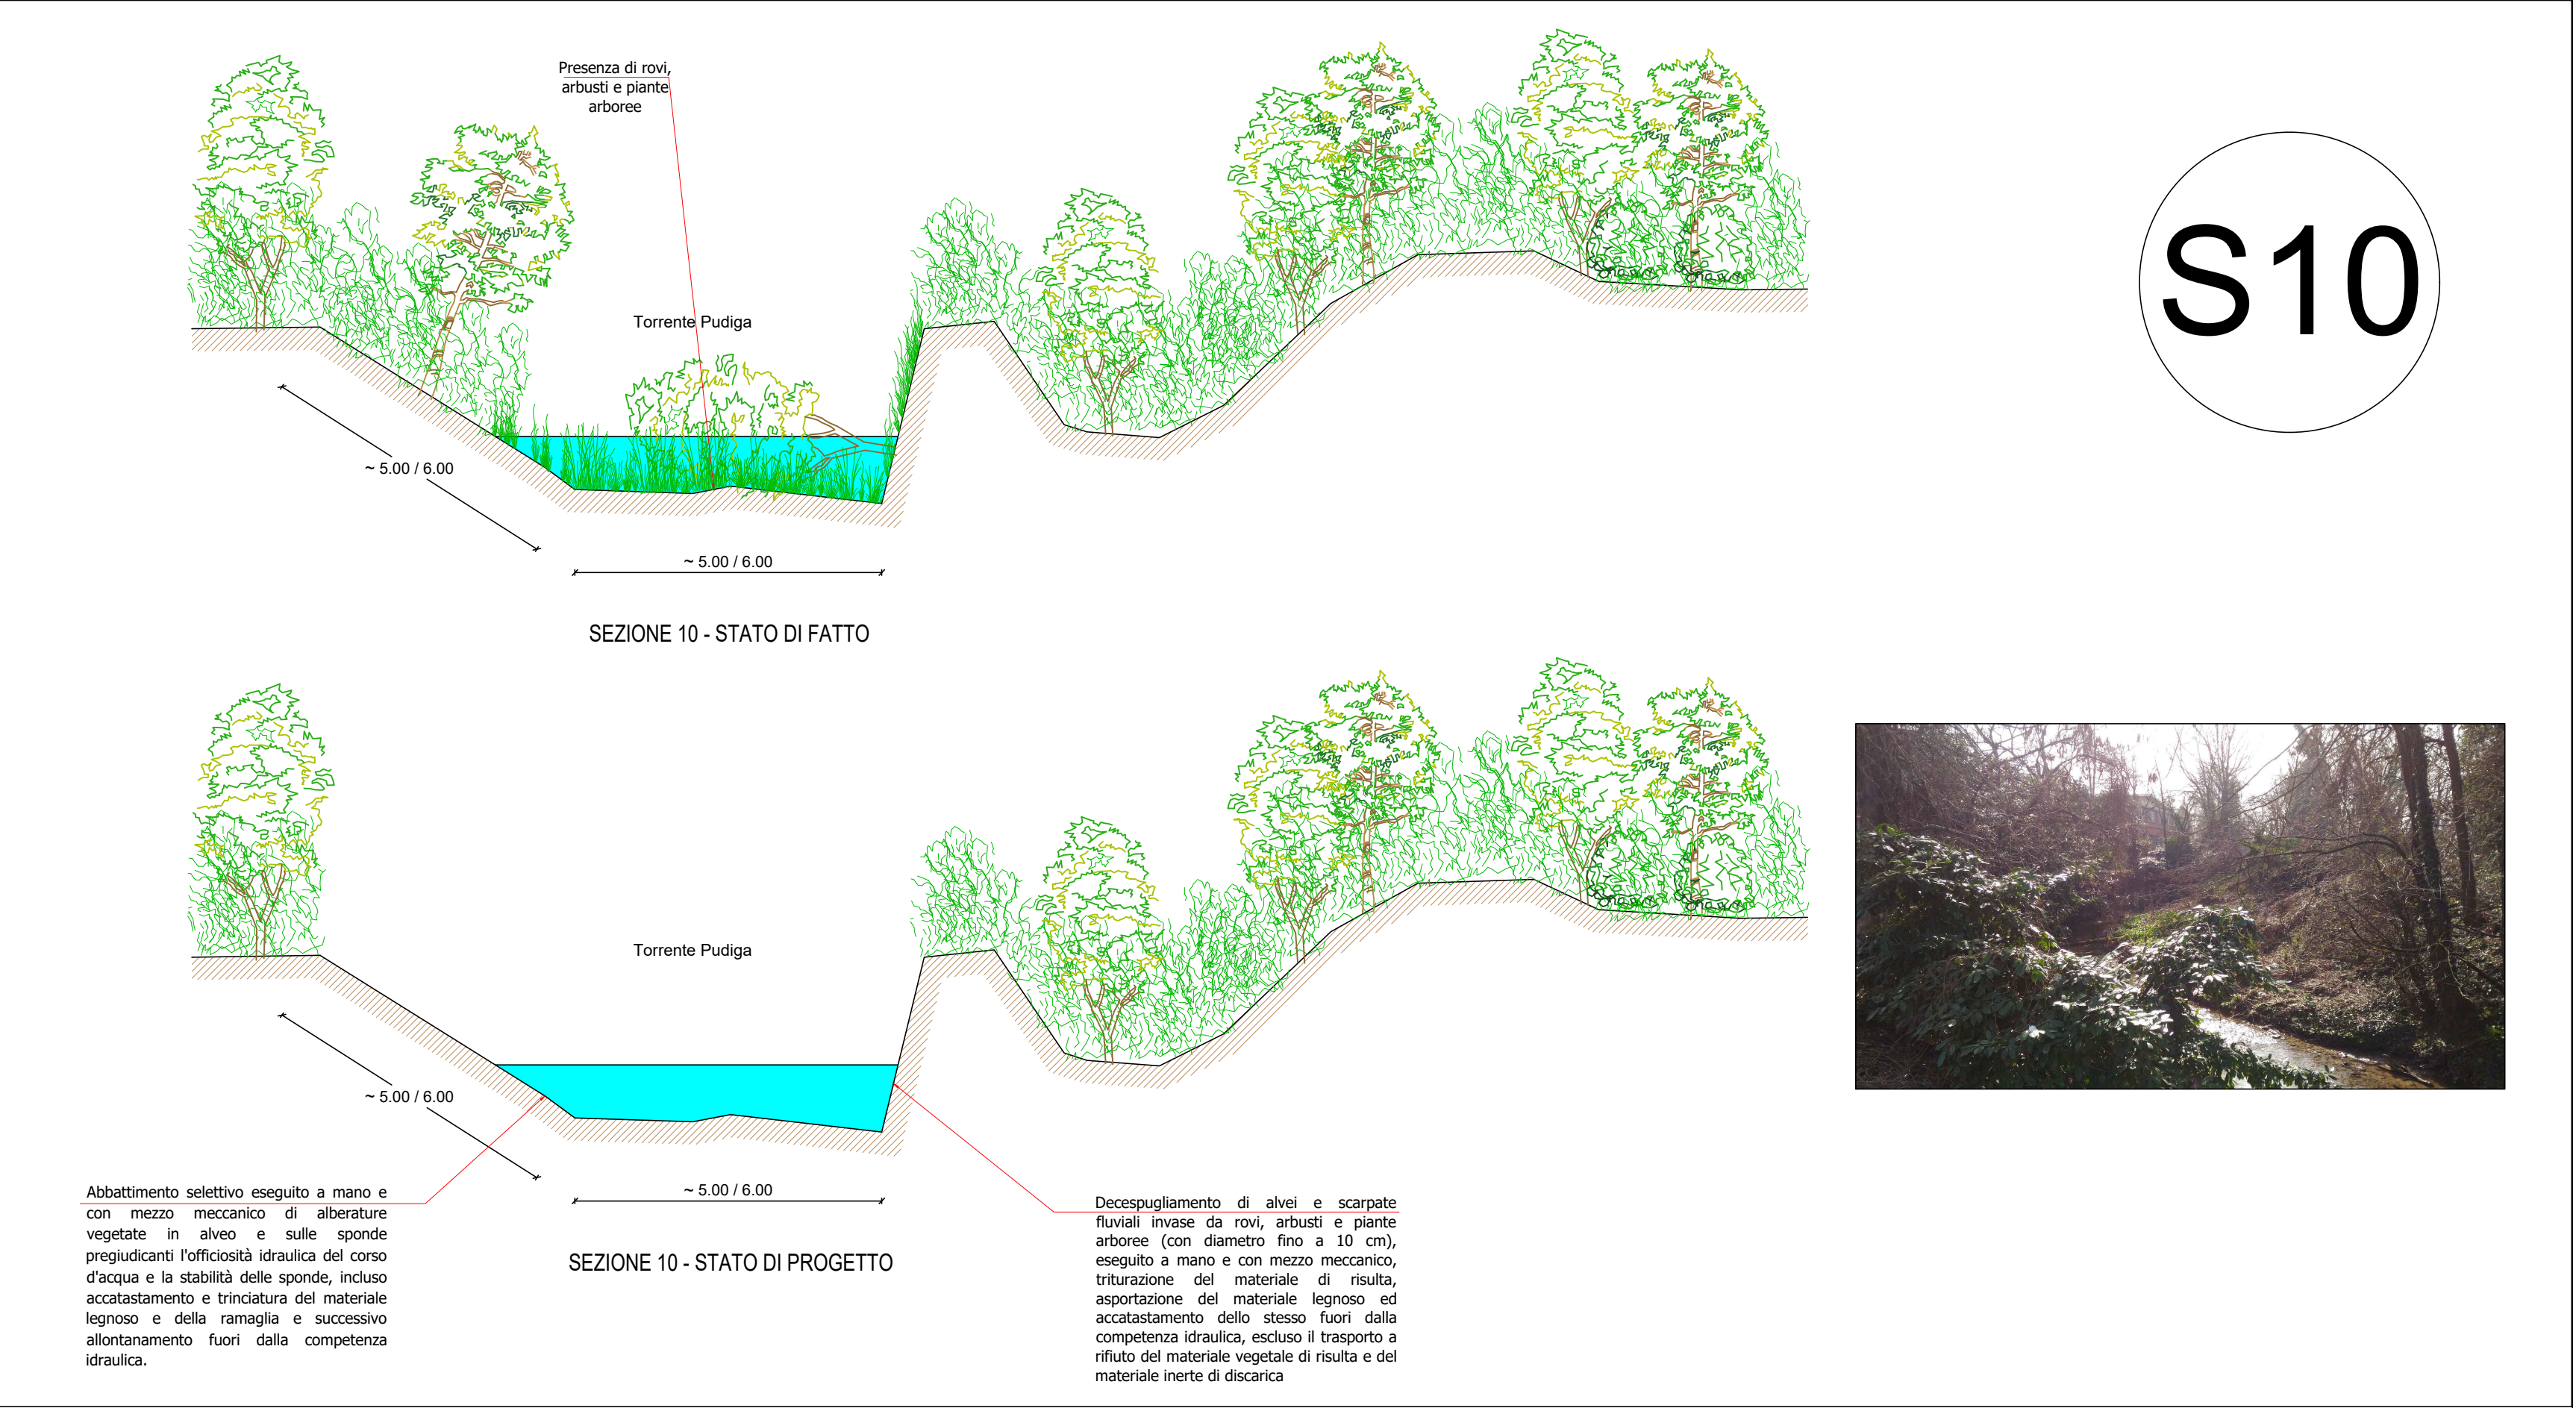 Presenza di rovi,
arbusti e piante
arboree
S10
Torrente Pudiga
~ 5.00 / 6.00
~ 5.00 / 6.00
SEZIONE 10 - STATO DI FATTO
Torrente Pudiga
~ 5.00 / 6.00
~ 5.00 / 6.00
SEZIONE 10 - STATO DI PROGETTO
Abbattimento selettivo eseguito a mano e
con mezzo meccanico di alberature
vegetate in alveo e sulle sponde
pregiudicanti l'officiosità idraulica del corso
d'acqua e la stabilità delle sponde, incluso
accatastamento e trinciatura del materiale
legnoso e della ramaglia e successivo
allontanamento fuori dalla competenza
idraulica.
Decespugliamento di alvei e scarpate
fluviali invase da rovi, arbusti e piante
arboree (con diametro fino a 10 cm),
eseguito a mano e con mezzo meccanico,
triturazione del materiale di risulta,
asportazione del materiale legnoso ed
accatastamento dello stesso fuori dalla
competenza idraulica, escluso il trasporto a
rifiuto del materiale vegetale di risulta e del
materiale inerte di discarica